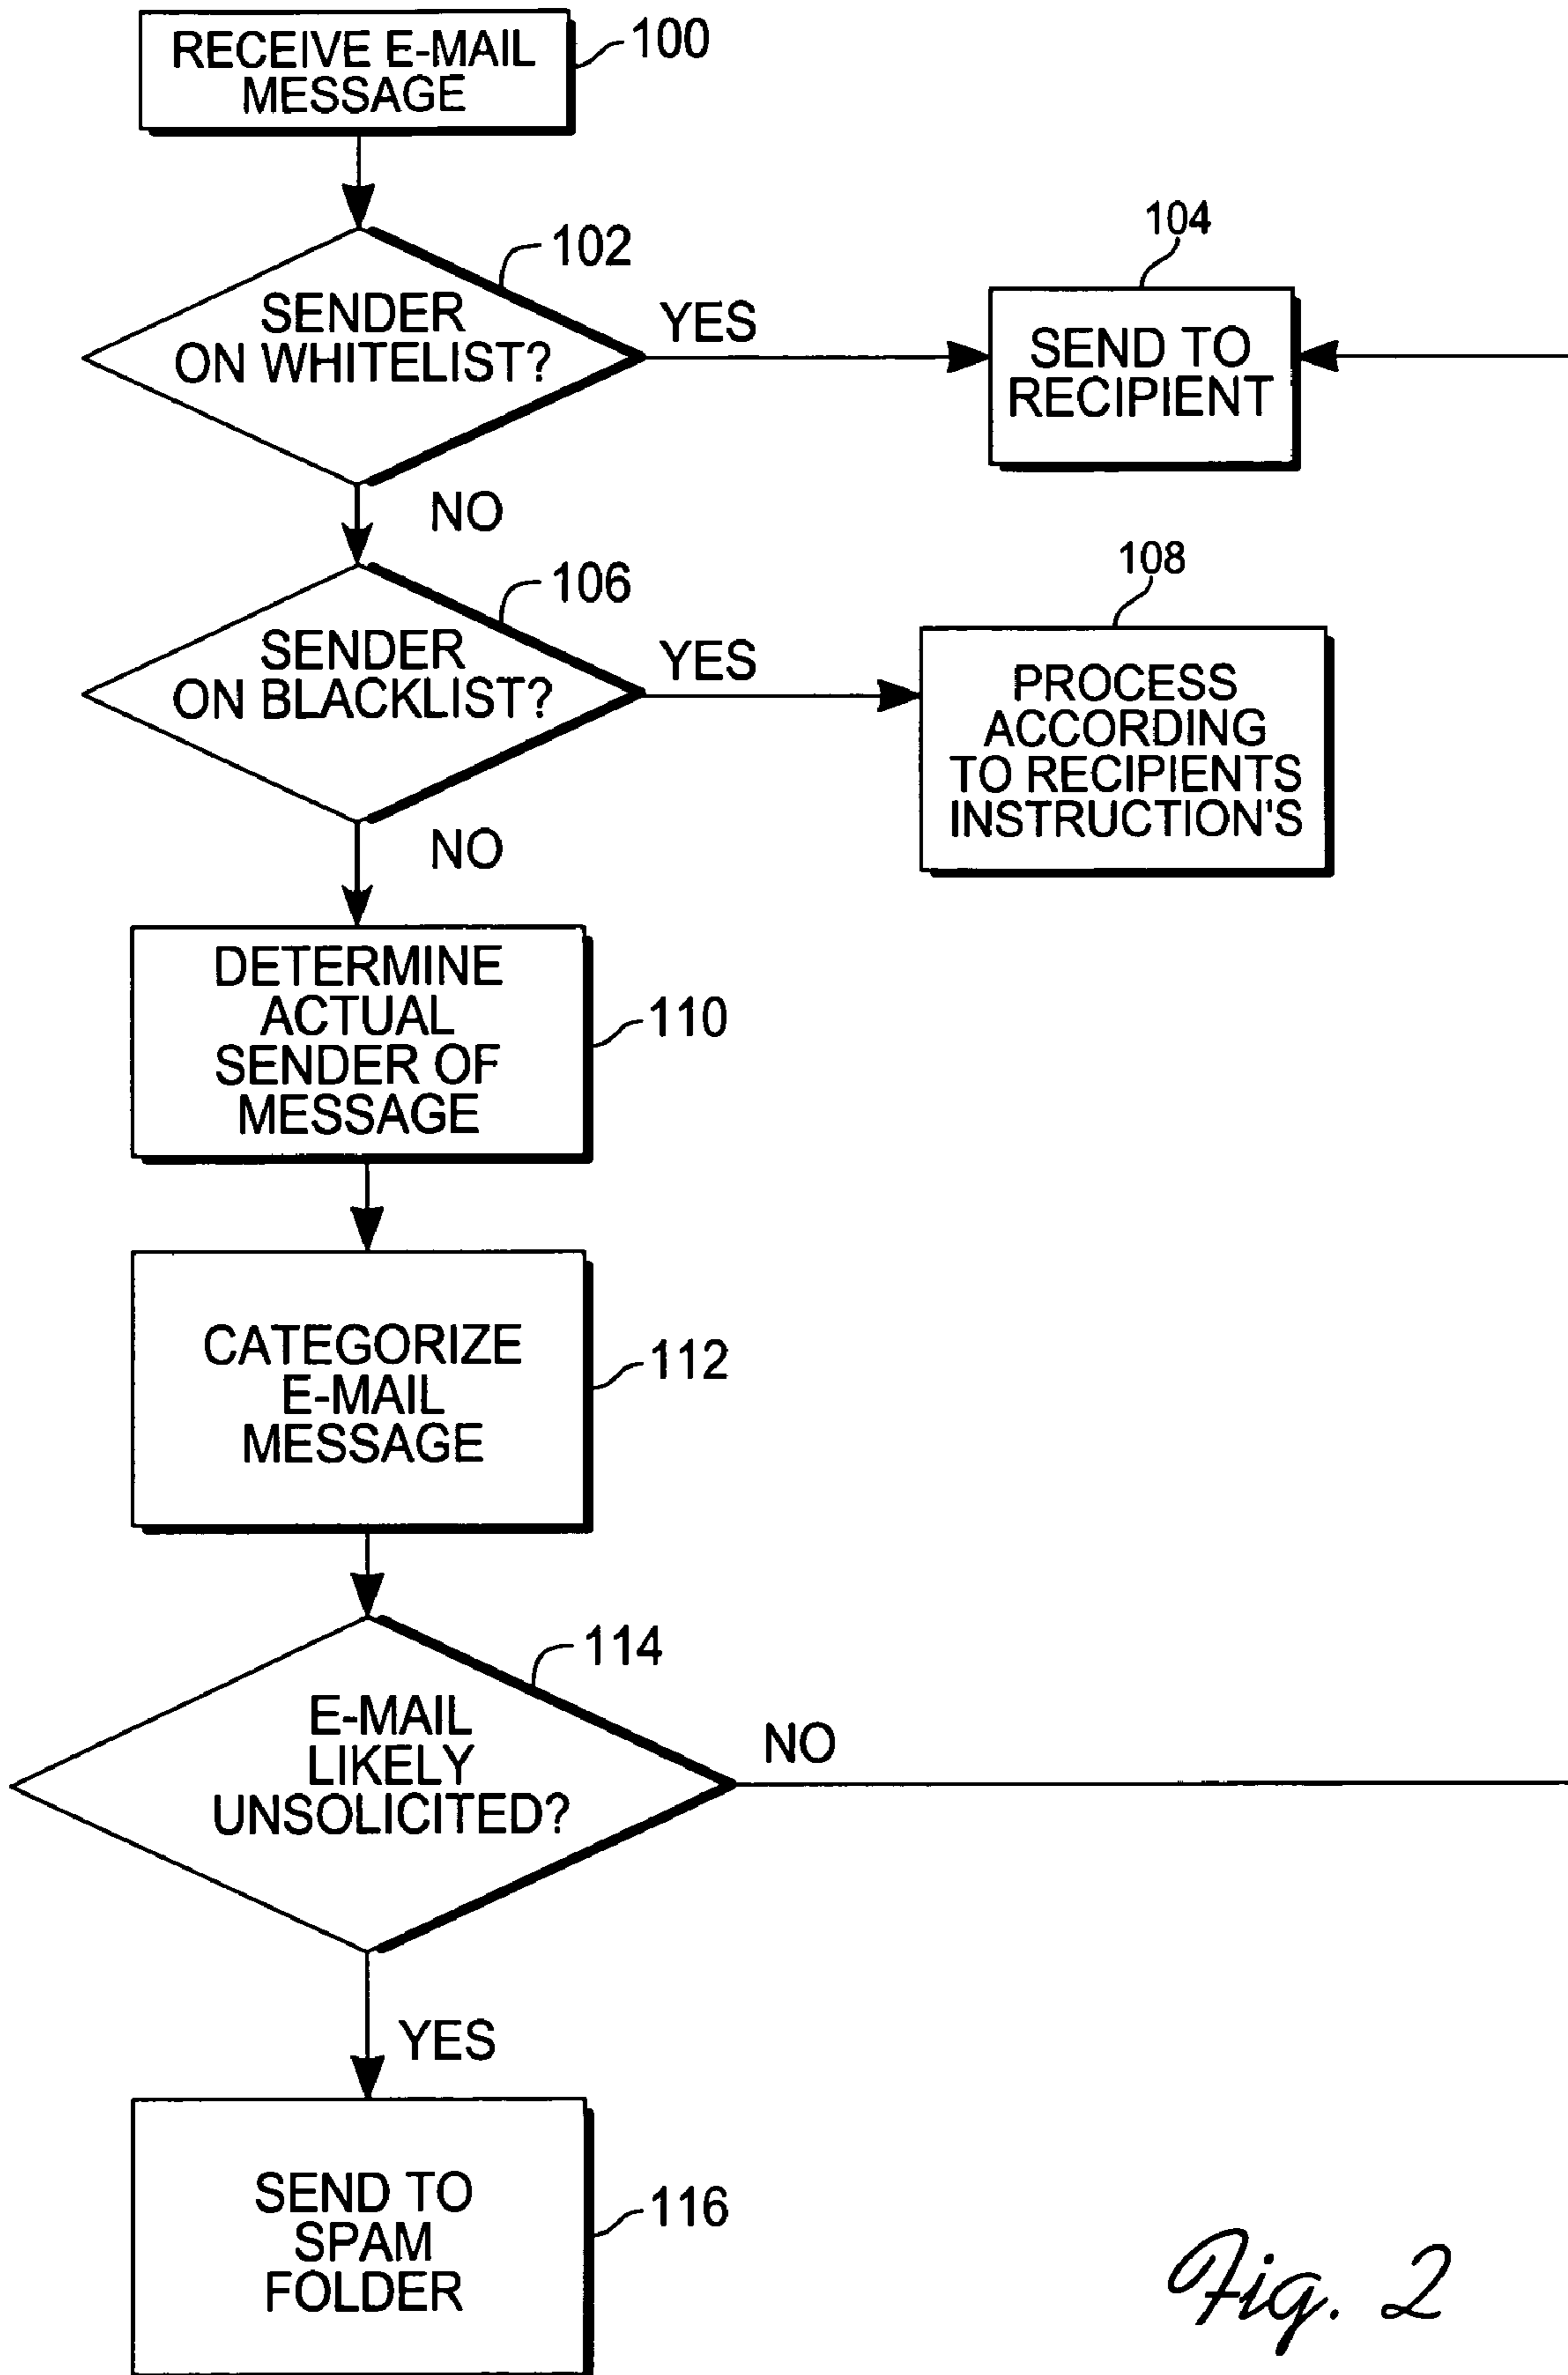 RECEIVE E-MAIL
MESSAGE
100
102
SENDER
ON WHITELIST?
YES
104
SEND TO
RECIPIENT
NO
106
SENDER
ON BLACKLIST?
YES
108
PROCESS
ACCORDING
TO RECIPIENTS
INSTRUCTION'S
NO
DETERMINE
ACTUAL
SENDER OF
MESSAGE
110
CATEGORIZE
E-MAIL
MESSAGE
112
114
E-MAIL
LIKELY
UNSOLICITED?
NO
YES
SEND TO
SPAM
FOLDER
116
Fig. 2